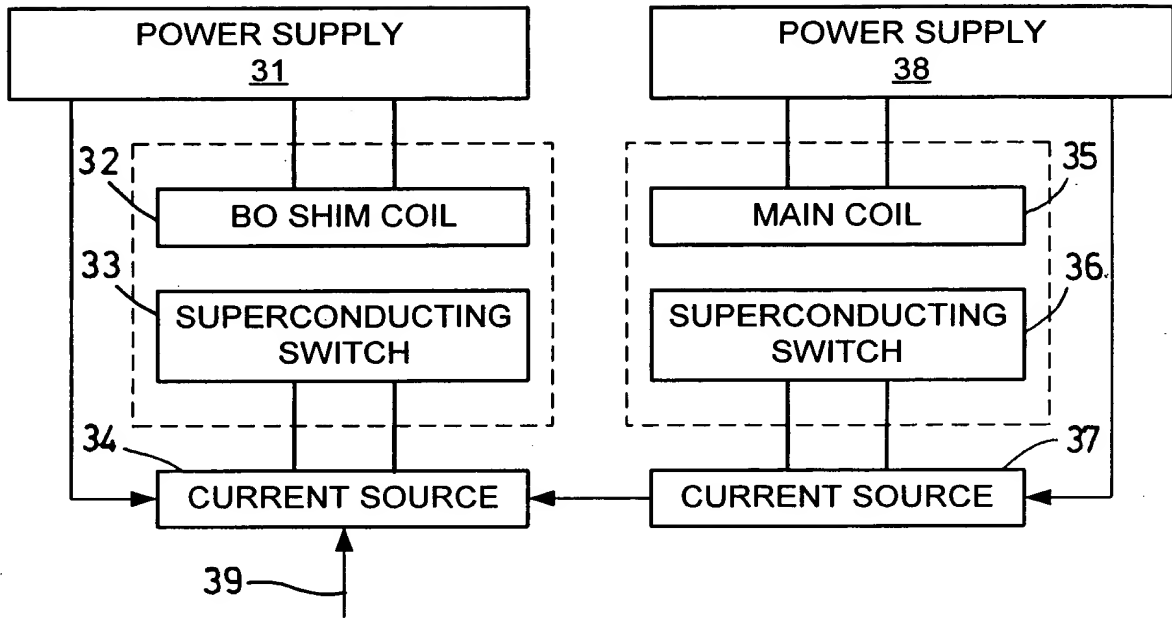 POWER SUPPLY
31
POWER SUPPLY
38
32
BO SHIM COIL
MAIN COIL
35
33
SUPERCONDUCTING
SWITCH
SUPERCONDUCTING
SWITCH
36
34
CURRENT SOURCE
CURRENT SOURCE
37
39